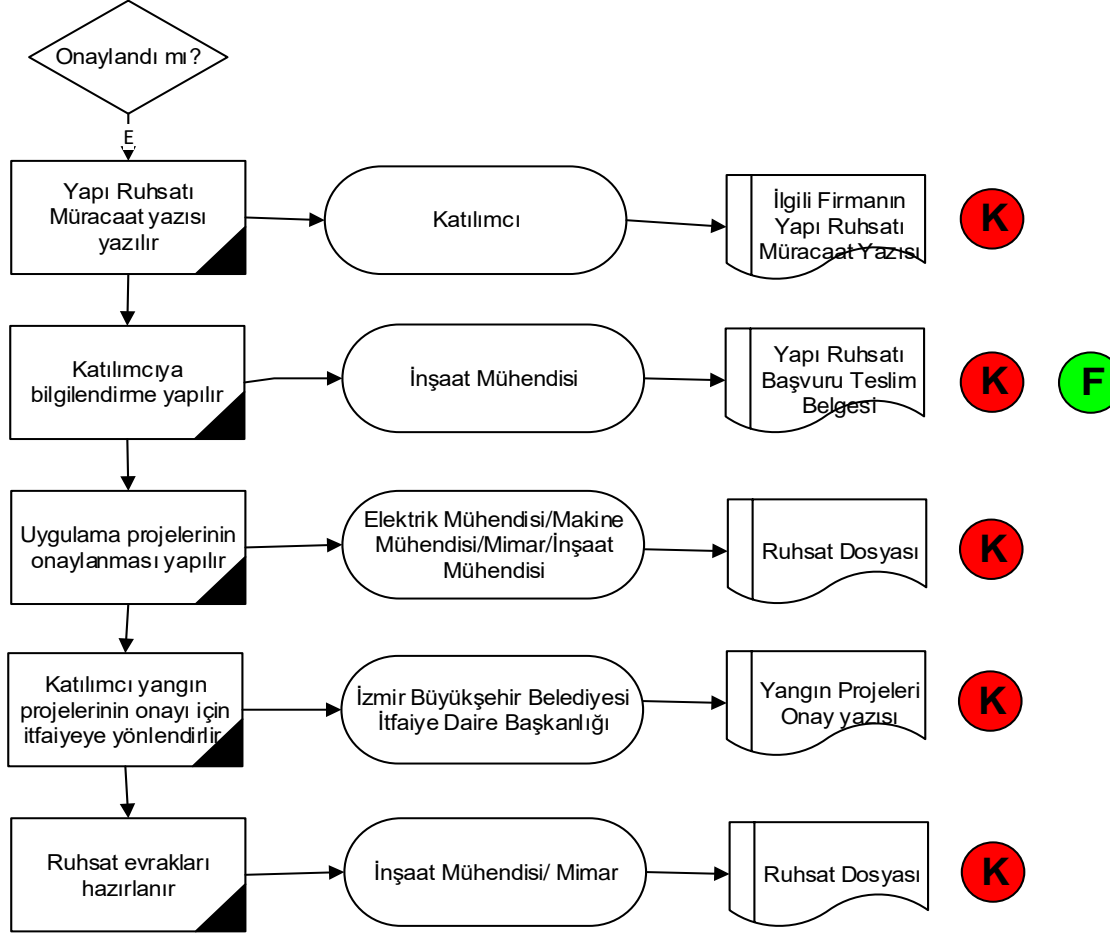 Onaylandı mı?
E
Yapı Ruhsatı
Müracaat yazısı
yazılır
Katılımcı
İlgili Firmanın
Yapı Ruhsatı
Müracaat Yazısı
K
Katılımcıya
bilgilendirme yapılır
İnşaat Mühendisi
Yapı Ruhsatı
Başvuru Teslim
Belgesi
K
F
Uygulama projelerinin
onaylanması yapılır
Elektrik Mühendisi/Makine
Mühendisi/Mimar/İnşaat
Mühendisi
Ruhsat Dosyası
K
Katılımcı yangın
projelerinin onayı için
itfaiyeye yönlendirlir
İzmir Büyükşehir Belediyesi
İtfaiye Daire Başkanlığı
Yangın Projeleri
Onay yazısı
K
Ruhsat evrakları
hazırlanır
İnşaat Mühendisi/ Mimar
Ruhsat Dosyası
K